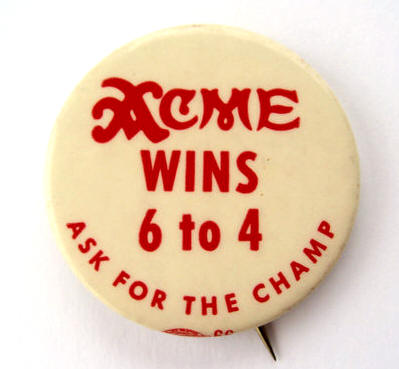 ACME
WINS
6 to 4
ASK FOR THE CHAMP